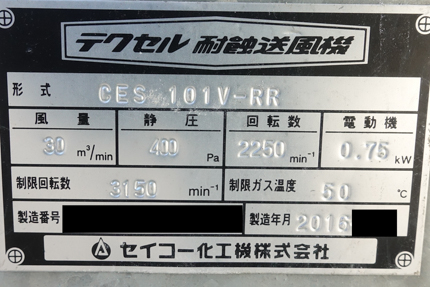 テクセル 耐蝕送風機
形式 CES-101V-RR
風量 静圧 回転数 電動機
30 m³/min 400 Pa 2250 min⁻¹ 0.75 kW
制限回転数 3150 min⁻¹ 制限ガス温度 50 ℃
製造番号 製造年月 2016
セイコー化工機株式会社